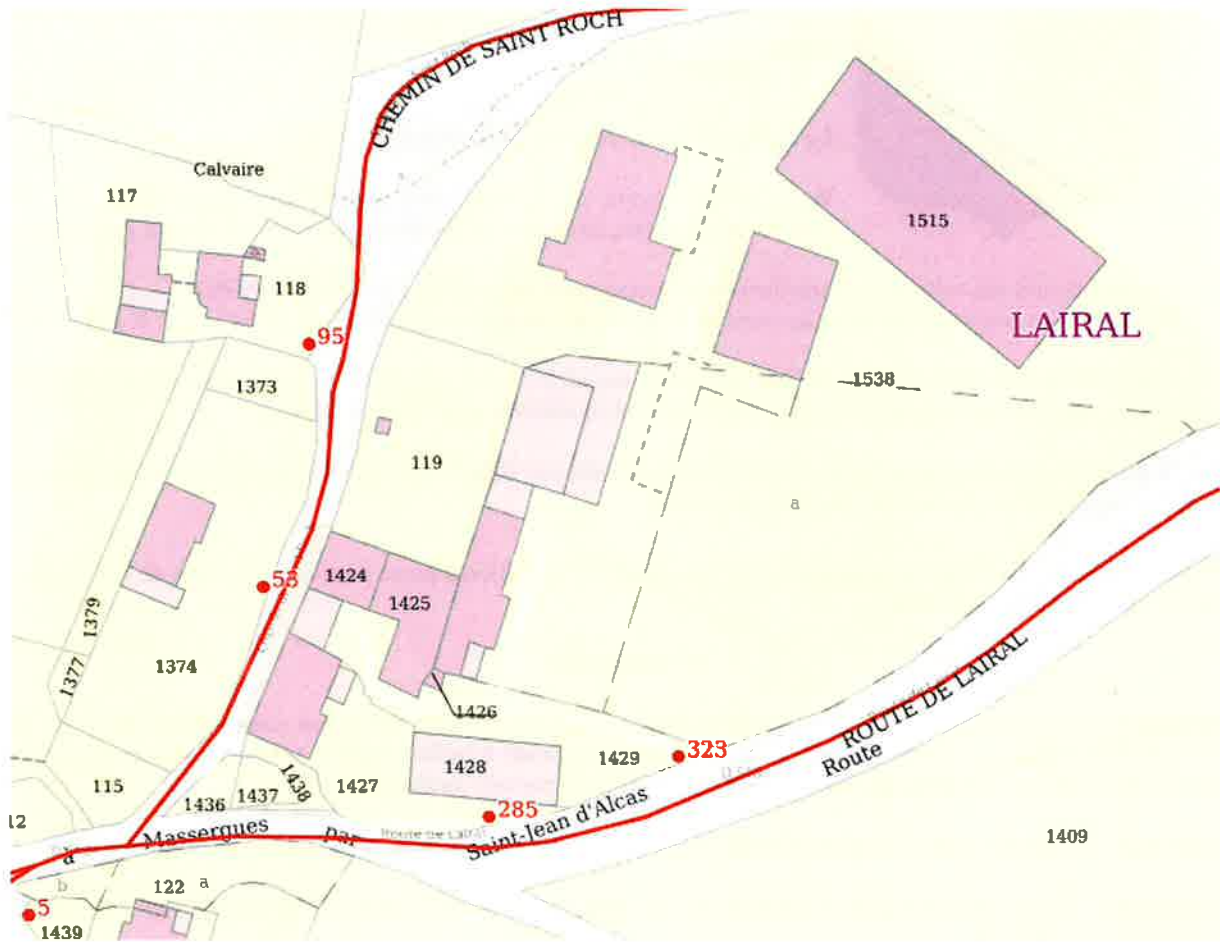 CHEMIN DE SAINT ROCH
Calvaire
117
1515
118
LAIRAL
95
1538
1373
119
a
53
1424
1425
1379
1377
1374
1426
ROUTE DE LAIRAL
Route
323
1429
1428
1427
1438
1437
1436
115
12
285
Saint-Jean d'Alcas
par
Massergues
à
Route de Lairal
1409
122
a
b
5
1439